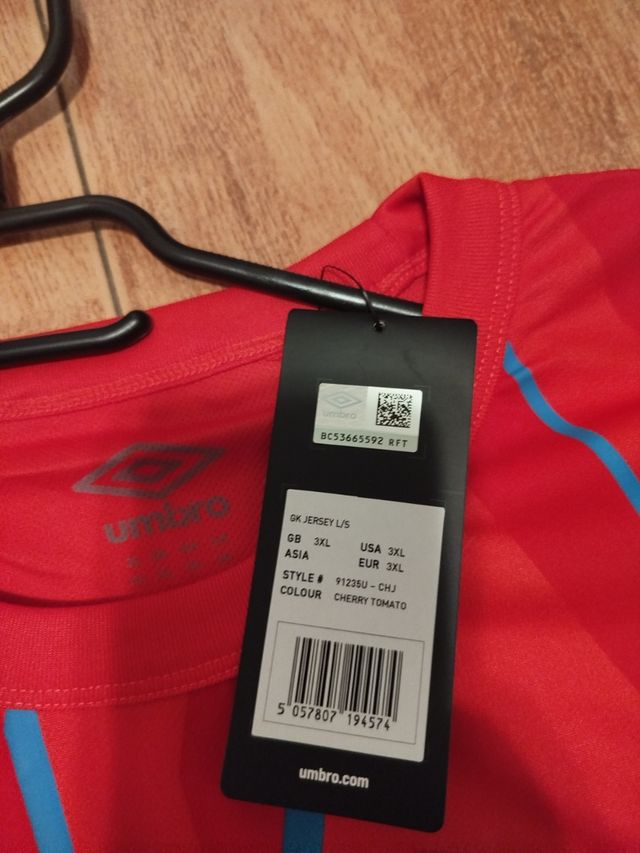 umbro
BC53665592 RFT
umbro
GK JERSEY L/S
GB 3XL USA 3XL
ASIA EUR 3XL
STYLE # 91235U - CHJ
COLOUR CHERRY TOMATO
5 057807 194574
umbro.com